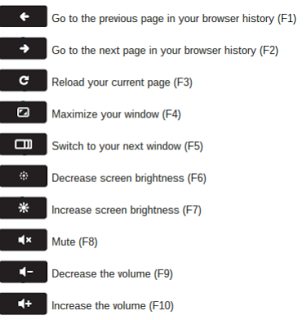 Go to the previous page in your browser history (F1)
Go to the next page in your browser history (F2)
Reload your current page (F3)
Maximize your window (F4)
Switch to your next window (F5)
Decrease screen brightness (F6)
Increase screen brightness (F7)
Mute (F8)
Decrease the volume (F9)
Increase the volume (F10)